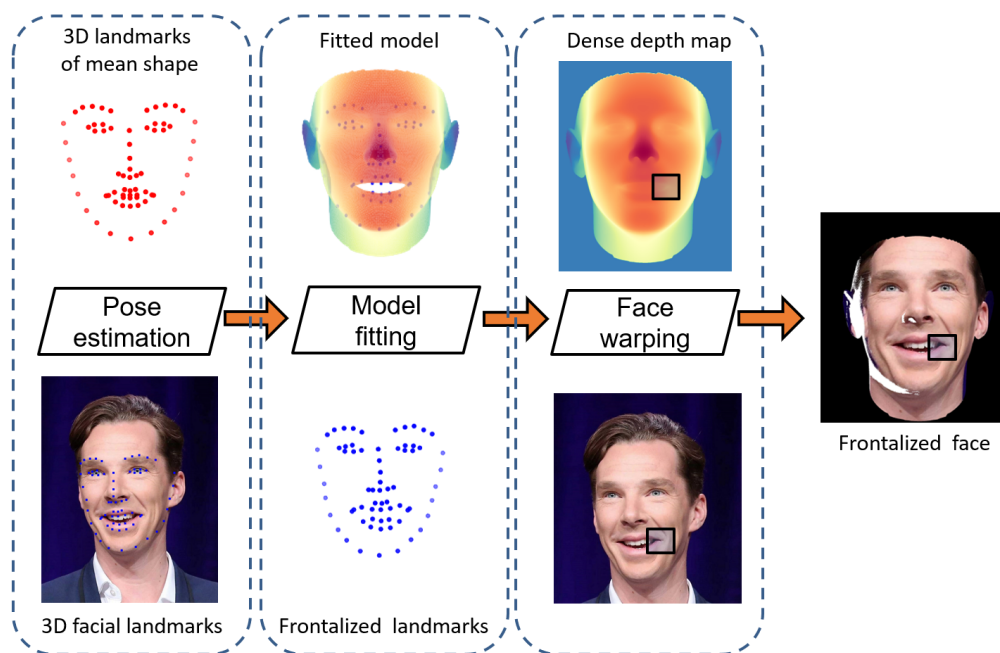 3D landmarks
of mean shape
Fitted model
Dense depth map
Pose
estimation
Model
fitting
Face
warping
Frontalized face
3D facial landmarks
Frontalized landmarks